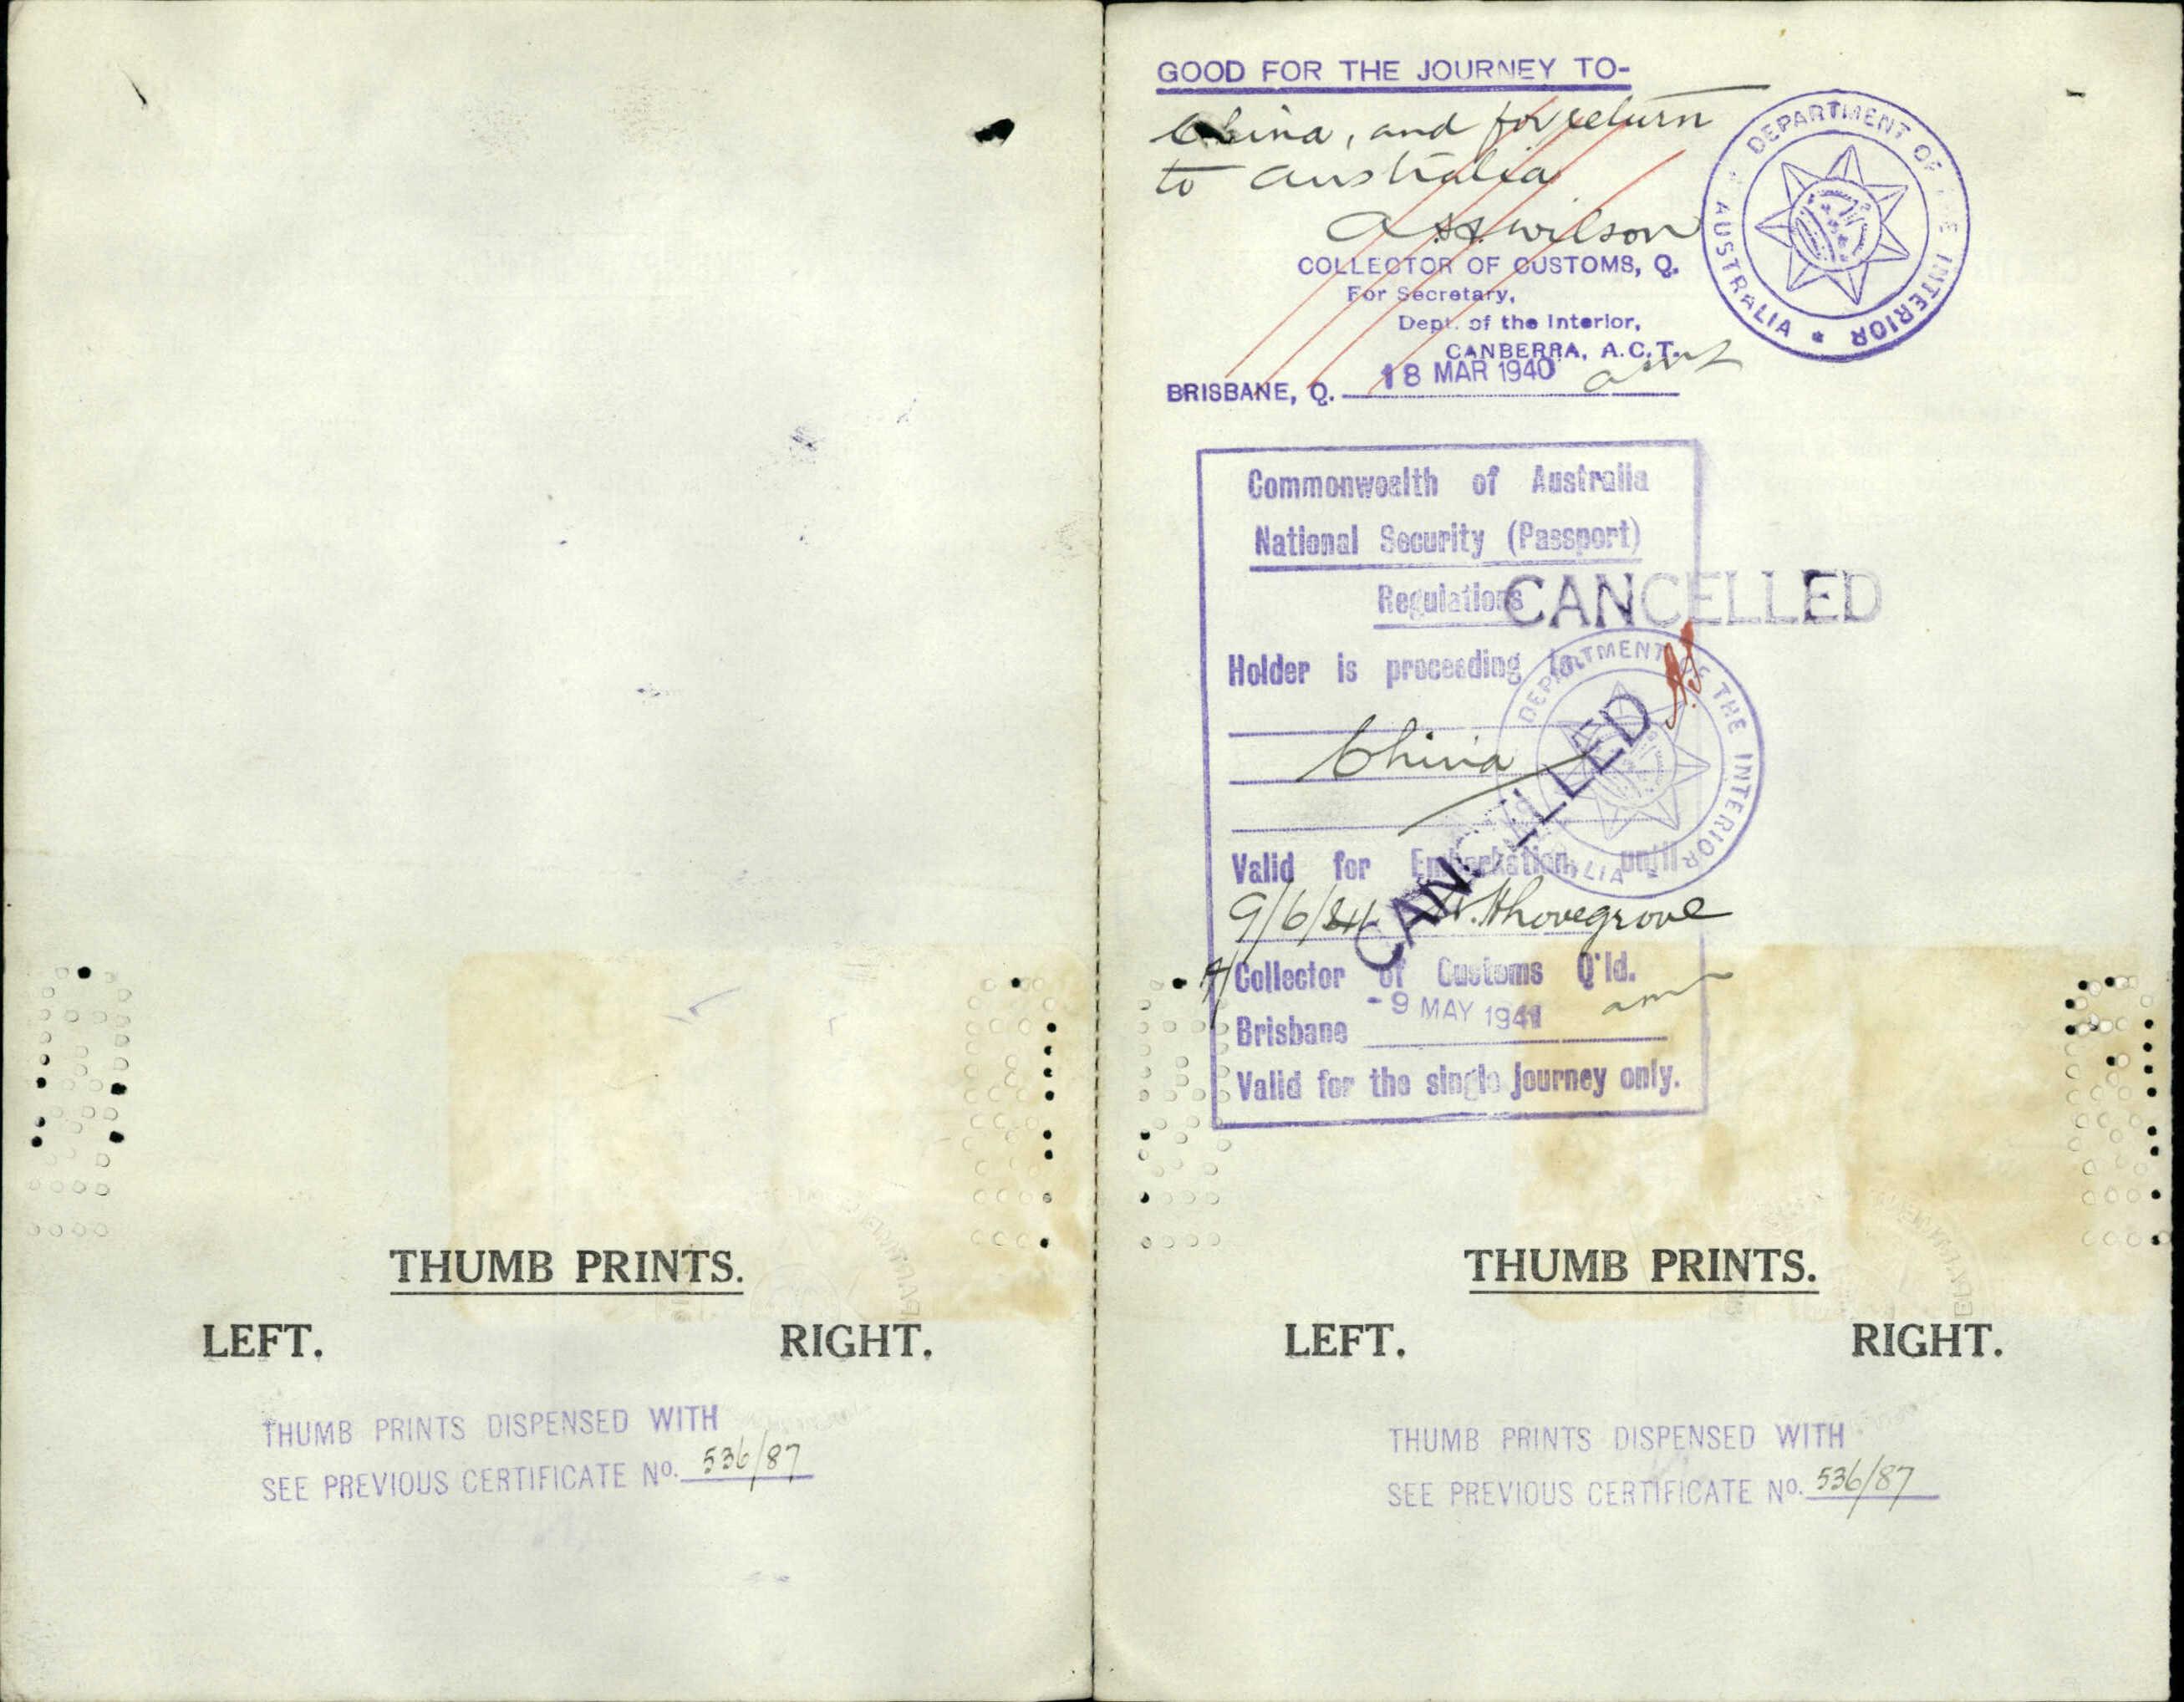 THUMB PRINTS.
LEFT. RIGHT.
THUMB PRINTS DISPENSED WITH
SEE PREVIOUS CERTIFICATE No. 536/87
GOOD FOR THE JOURNEY TO-
China, and for return
to Australia
Wilson
COLLECTOR OF CUSTOMS, Q.
For Secretary,
Dept. of the Interior,
CANBERRA, A.C.T.
18 MAR 1940
BRISBANE, Q.
DEPARTMENT OF THE INTERIOR
AUSTRALIA
Commonwealth of Australia
National Security (Passport)
Regulations
CANCELLED
Holder is proceeding to
China
DEPARTMENT OF THE INTERIOR
CANCELLED
Valid for Embarkation until
9/6/41
Collector of Customs Q'ld.
-9 MAY 1941
Brisbane
Valid for the single journey only.
THUMB PRINTS.
LEFT. RIGHT.
THUMB PRINTS DISPENSED WITH
SEE PREVIOUS CERTIFICATE No. 536/87